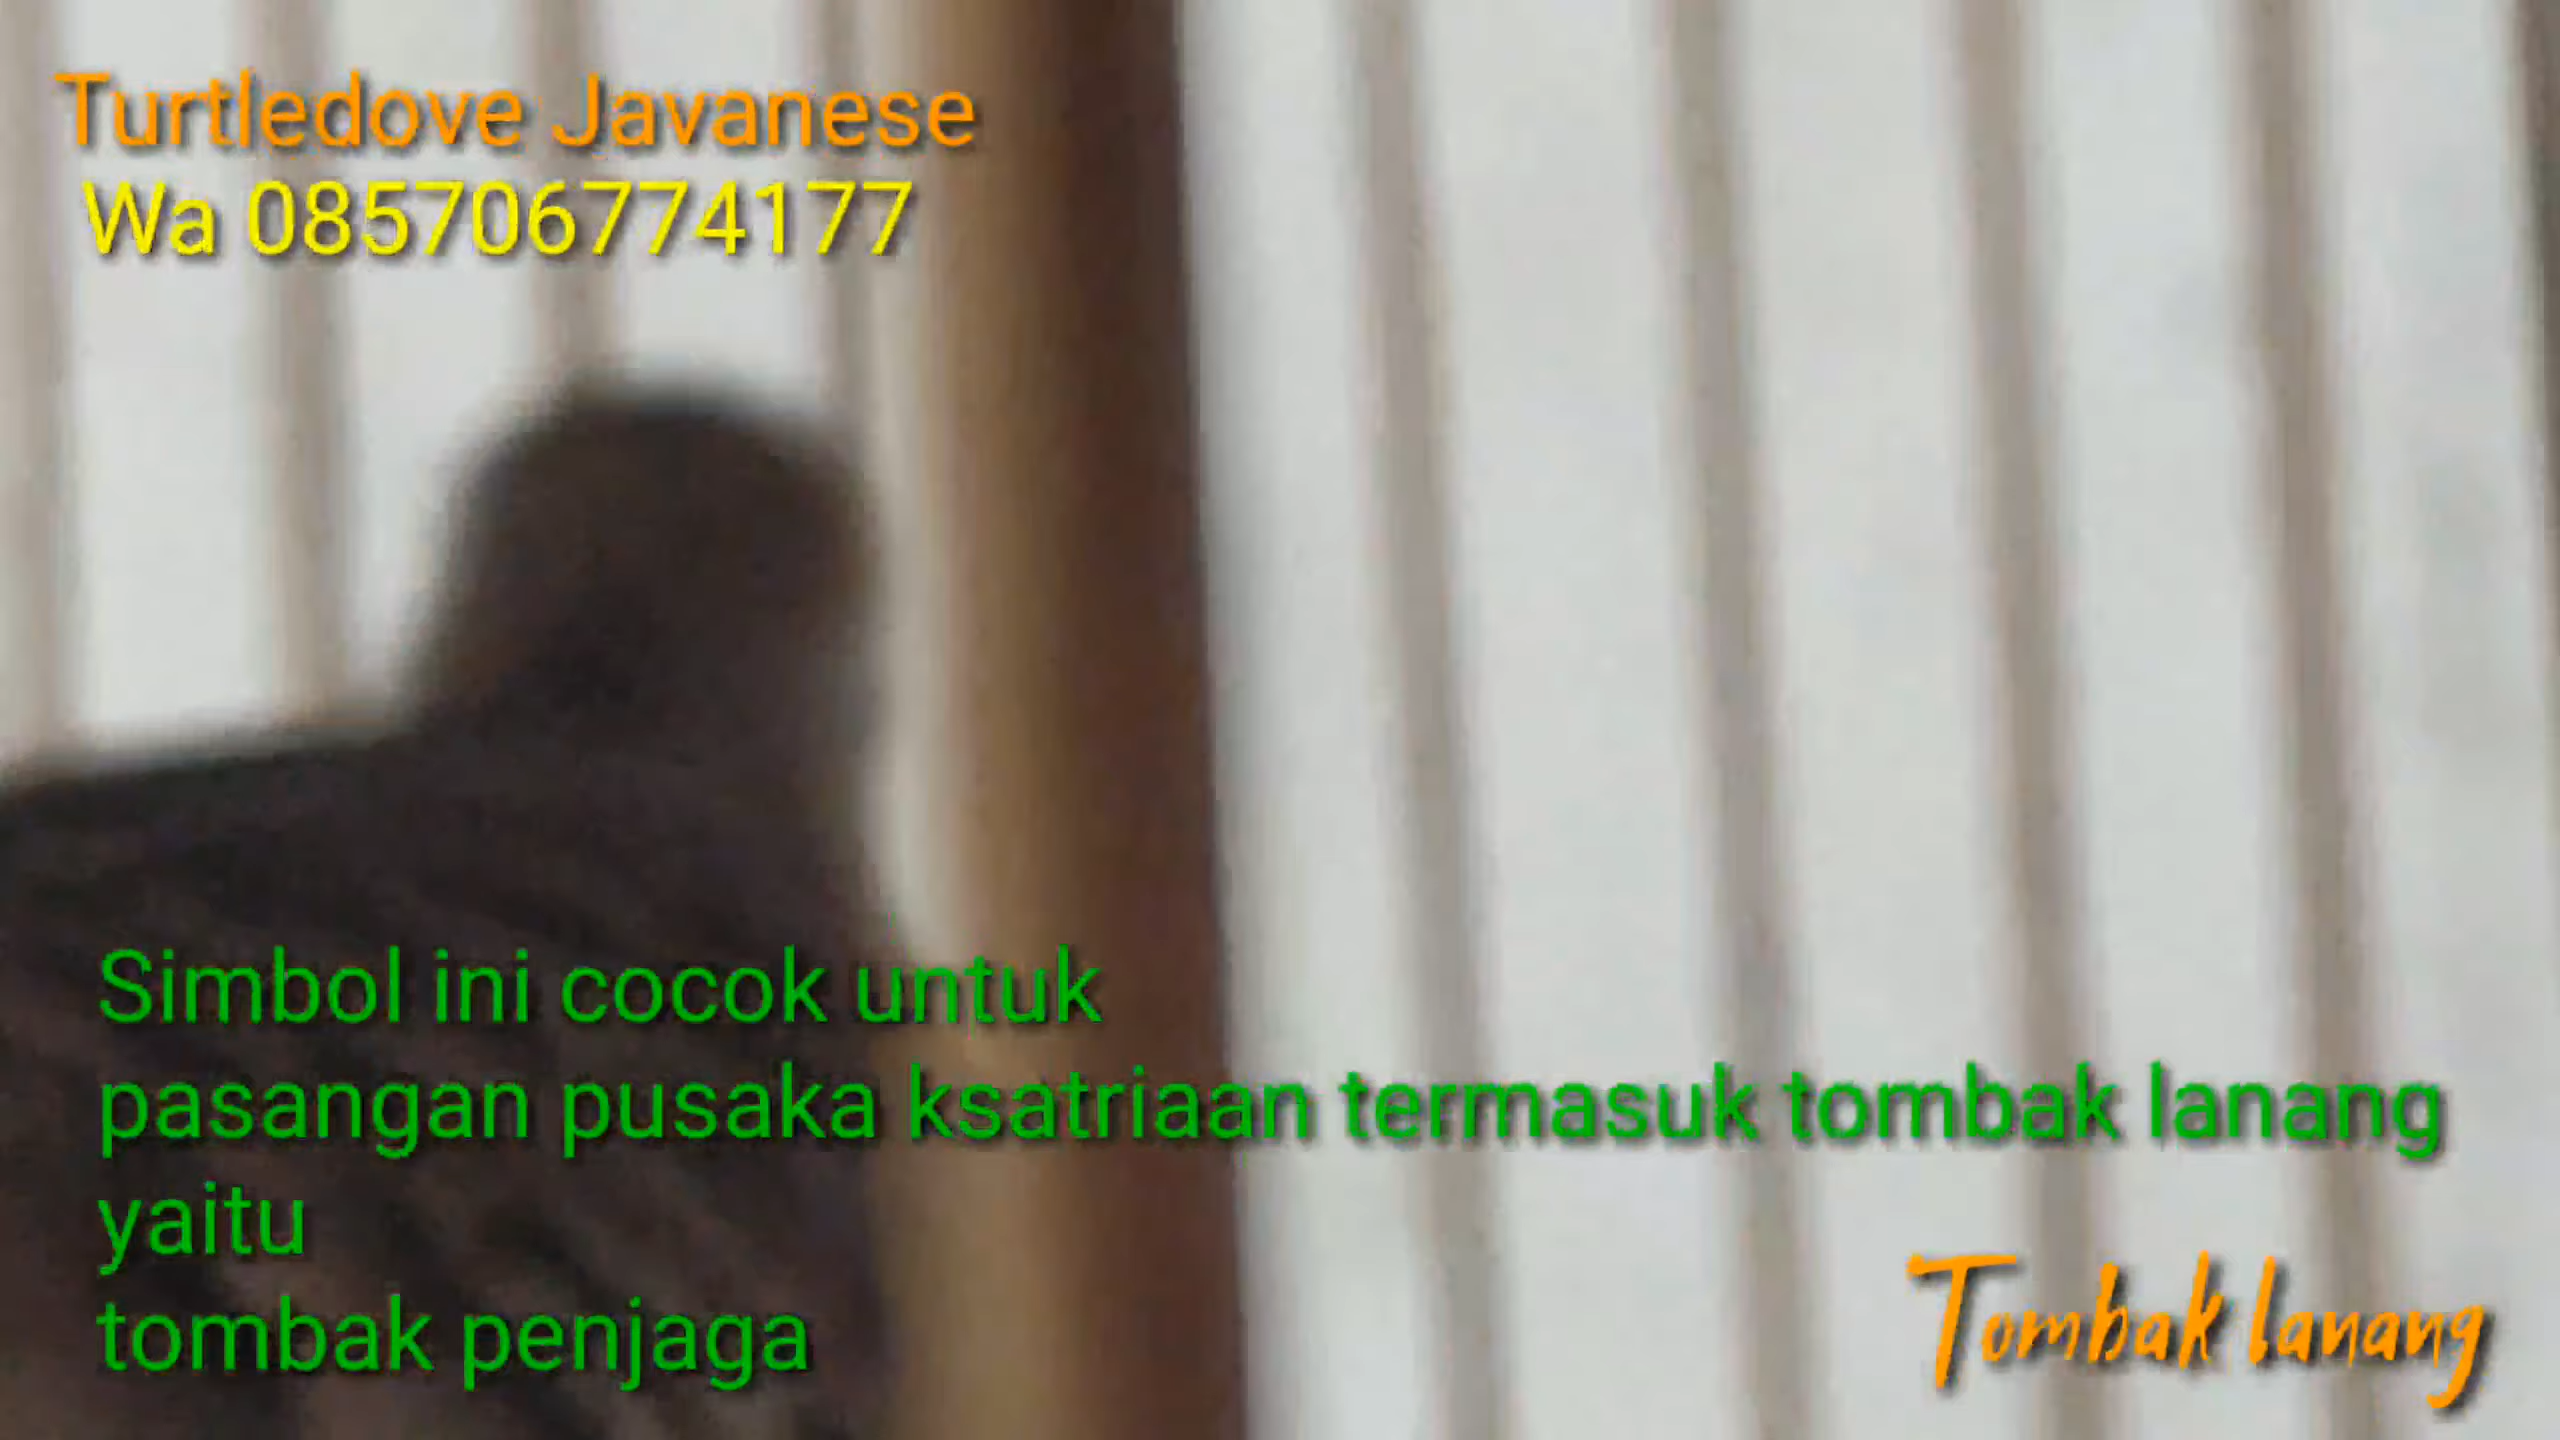 Turtledove Javanese
Wa 085706774177
Simbol ini cocok untuk
pasangan pusaka ksatriaan termasuk tombak lanang
yaitu
tombak penjaga
Tombak lanang